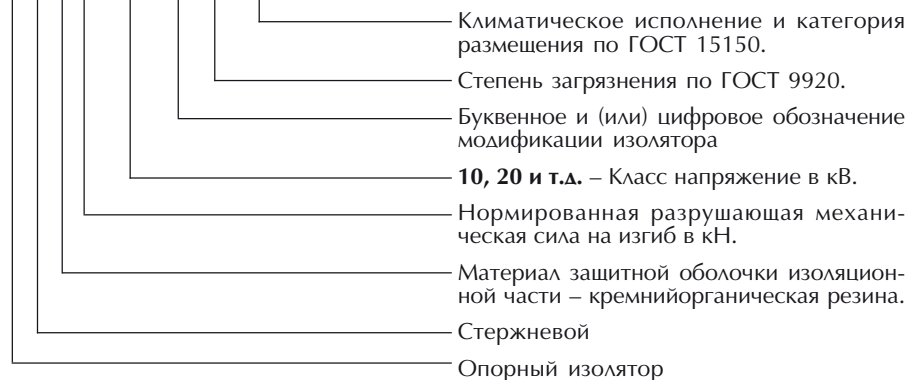 Климатическое исполнение и категория
размещения по ГОСТ 15150.
Степень загрязнения по ГОСТ 9920.
Буквенное и (или) цифровое обозначение
модификации изолятора
10, 20 и т.д. – Класс напряжение в кВ.
Нормированная разрушающая механи-
ческая сила на изгиб в кН.
Материал защитной оболочки изоляцион-
ной части – кремнийорганическая резина.
Стержневой
Опорный изолятор